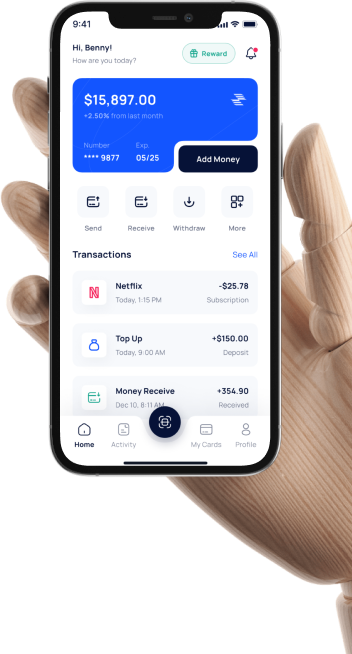 9:41
Hi, Benny!
How are you today?
Reward
$15,897.00
+2.50% from last month
Number Exp
**** 9877 05/25
Add Money
Send Receive Withdraw More
Transactions See All
Netflix -$25.78
Today, 1:15 PM Subscription
Top Up +$150.00
Today, 9:00 AM Deposit
Money Receive +354.90
Dec 10, 8:11 AM Received
Home Activity My Cards Profile